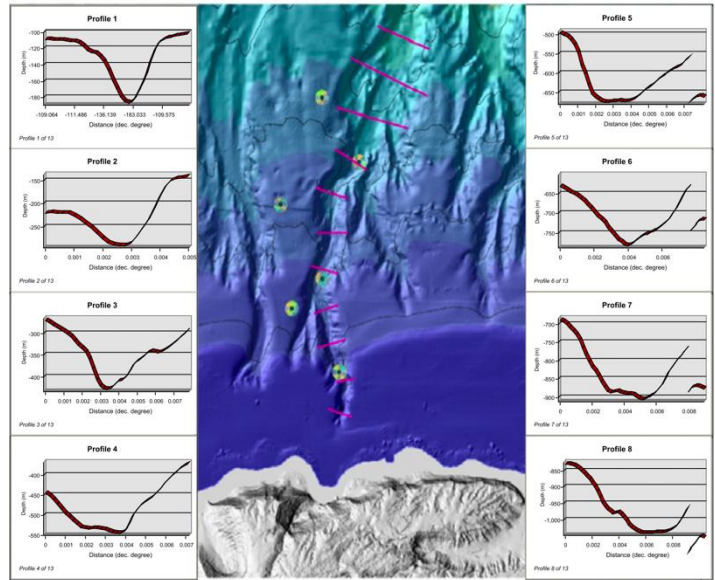 Profile 1
-100
-120
-140
-160
-180
Depth (m)
-109.064
-111.486
-136.139
-183.033
-109.575
Distance (dec. degree)
Profile 1 of 13
Profile 2
-150
-200
-250
Depth (m)
0
0.001
0.002
0.003
0.004
0.005
Distance (dec. degree)
Profile 2 of 13
Profile 3
-300
-350
-400
Depth (m)
0
0.001
0.002
0.003
0.004
0.005
0.006
0.007
Distance (dec. degree)
Profile 3 of 13
Profile 4
-400
-450
-500
-550
Depth (m)
0
0.001
0.002
0.003
0.004
0.005
0.006
0.007
Distance (dec. degree)
Profile 4 of 13
Profile 5
-500
-550
-600
-650
Depth (m)
0
0.001
0.002
0.003
0.004
0.005
0.006
0.007
Distance (dec. degree)
Profile 5 of 13
Profile 6
-650
-700
-750
Depth (m)
0
0.002
0.004
0.006
0.008
Distance (dec. degree)
Profile 6 of 13
Profile 7
-700
-750
-800
-850
-900
Depth (m)
0
0.002
0.004
0.006
0.008
Distance (dec. degree)
Profile 7 of 13
Profile 8
-850
-900
-950
-1,000
Depth (m)
0
0.002
0.004
0.006
0.008
Distance (dec. degree)
Profile 8 of 13